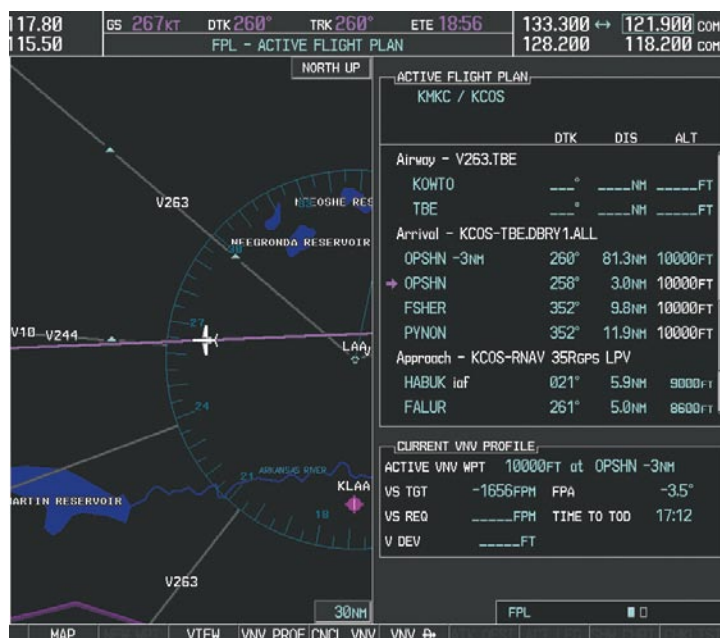 117.80 GS 267KT DTK 260° TRK 260° ETE 18:56 133.300 ↔ 121.900 COM
115.50 FPL - ACTIVE FLIGHT PLAN 128.200 118.200 COM
NORTH UP
V263
NEEGRONDA RESERVOIR
30
27
V10 V244
LAA
24
21
ARKANSAS RIVER
KLAA
18
MARTIN RESERVOIR
V263
30NM
ACTIVE FLIGHT PLAN
KMKC / KCOS
DTK DIS ALT
Airway - V263.TBE
KOWTO ___° ____NM _____FT
TBE ___° ____NM _____FT
Arrival - KCOS-TBE.DBRY1.ALL
OPSHN -3NM 260° 81.3NM 10000FT
OPSHN 258° 3.0NM 10000FT
FSHER 352° 9.8NM 10000FT
PYNON 352° 11.9NM 10000FT
Approach - KCOS-RNAV 35RGPS LPV
HABUK iaf 021° 5.9NM 9000FT
FALUR 261° 5.0NM 8600FT
CURRENT VNV PROFILE
ACTIVE VNV WPT 10000FT at OPSHN -3NM
VS TGT -1656FPM FPA -3.5°
VS REQ _____FPM TIME TO TOD 17:12
V DEV _____FT
FPL
MAP VIEW VNV PROF CNCL VNV VNV